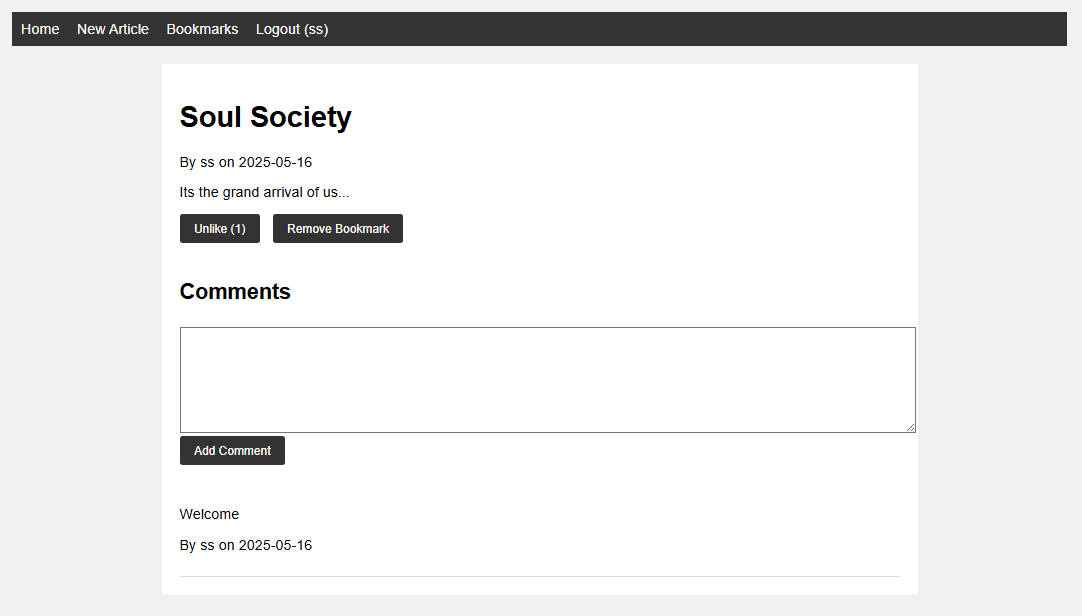 Home New Article Bookmarks Logout (ss)
Soul Society
By ss on 2025-05-16
Its the grand arrival of us...
Unlike (1) Remove Bookmark
Comments
Add Comment
Welcome
By ss on 2025-05-16